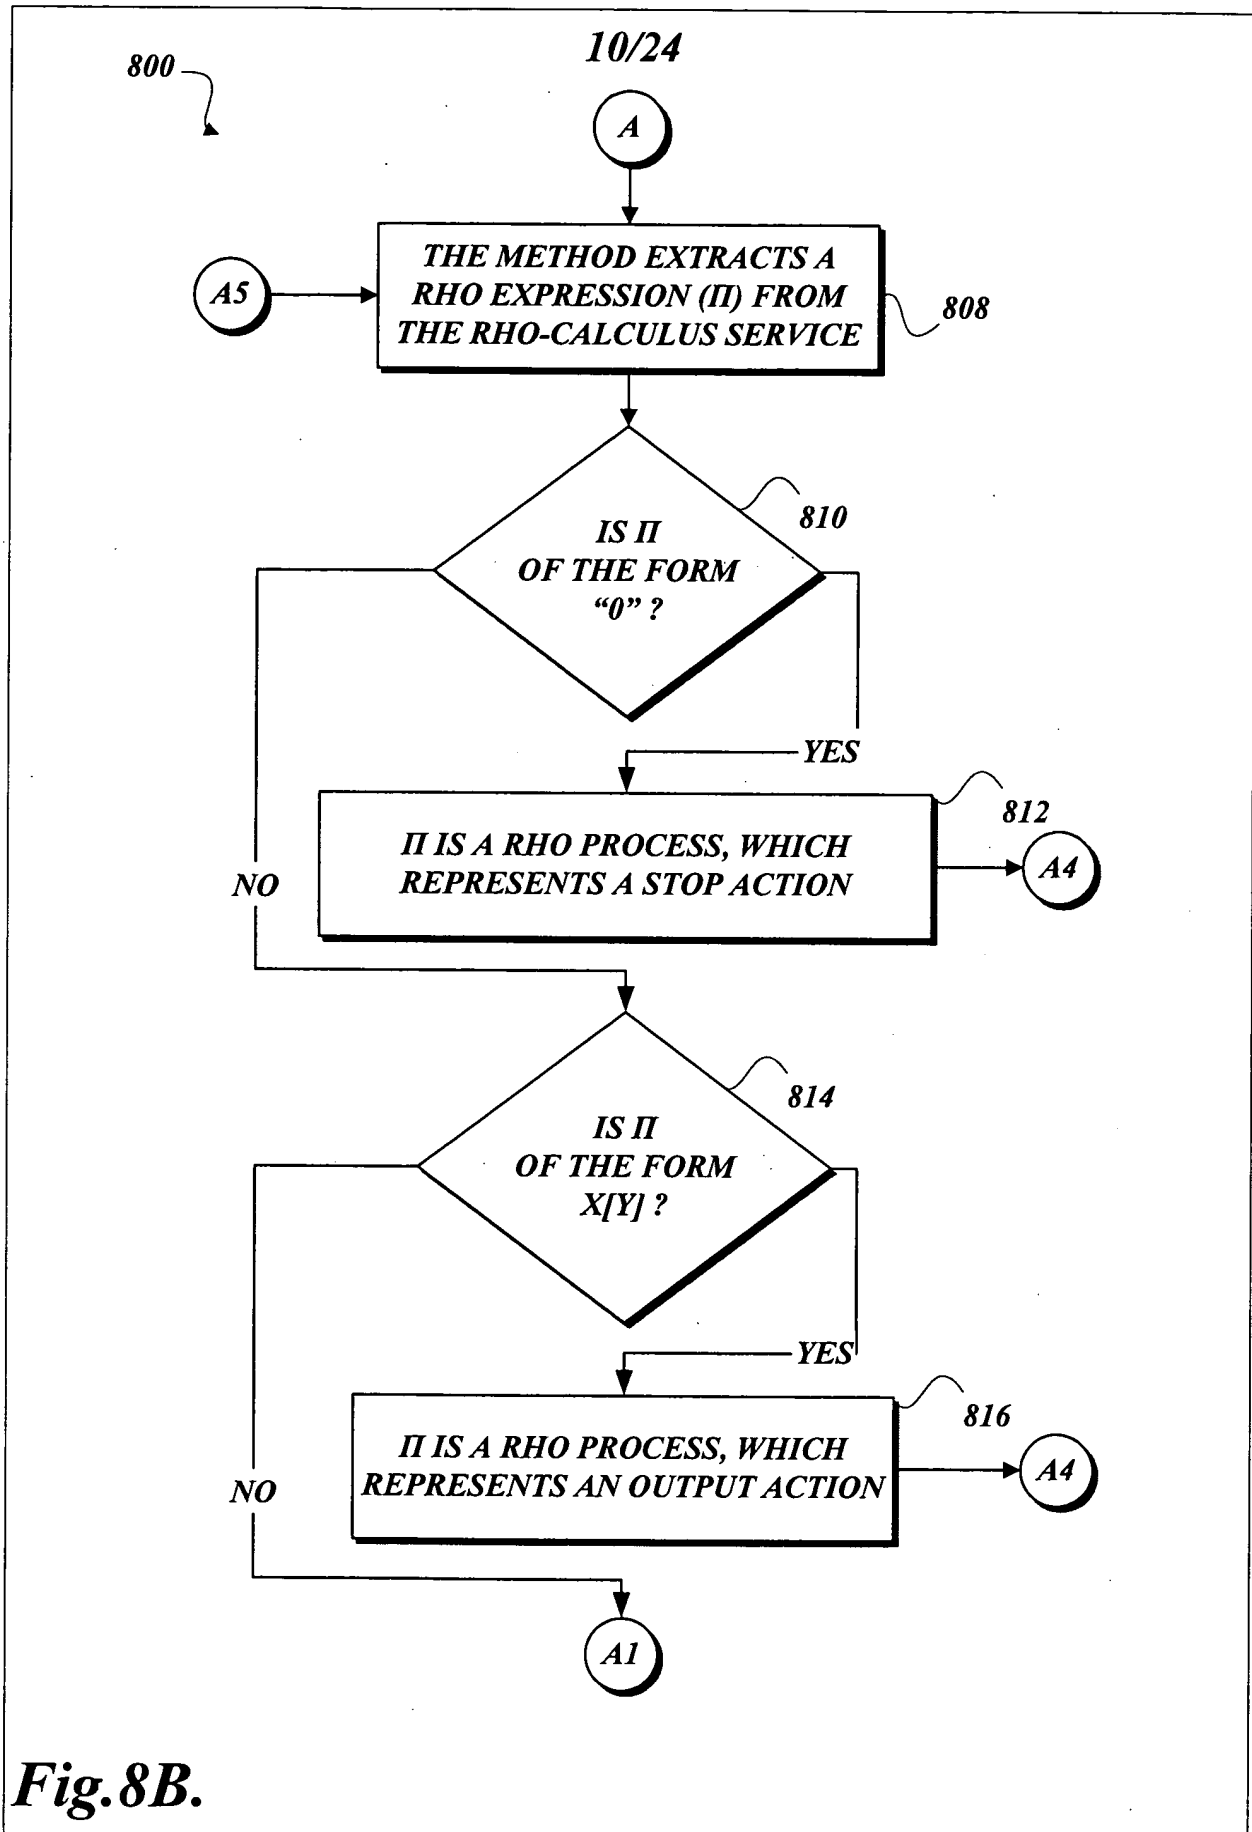 10/24
800
A
THE METHOD EXTRACTS A
RHO EXPRESSION (Π) FROM
THE RHO-CALCULUS SERVICE
A5
808
810
IS Π
OF THE FORM
“0” ?
YES
812
Π IS A RHO PROCESS, WHICH
REPRESENTS A STOP ACTION
A4
NO
814
IS Π
OF THE FORM
X[Y] ?
YES
816
Π IS A RHO PROCESS, WHICH
REPRESENTS AN OUTPUT ACTION
A4
NO
A1
Fig.8B.